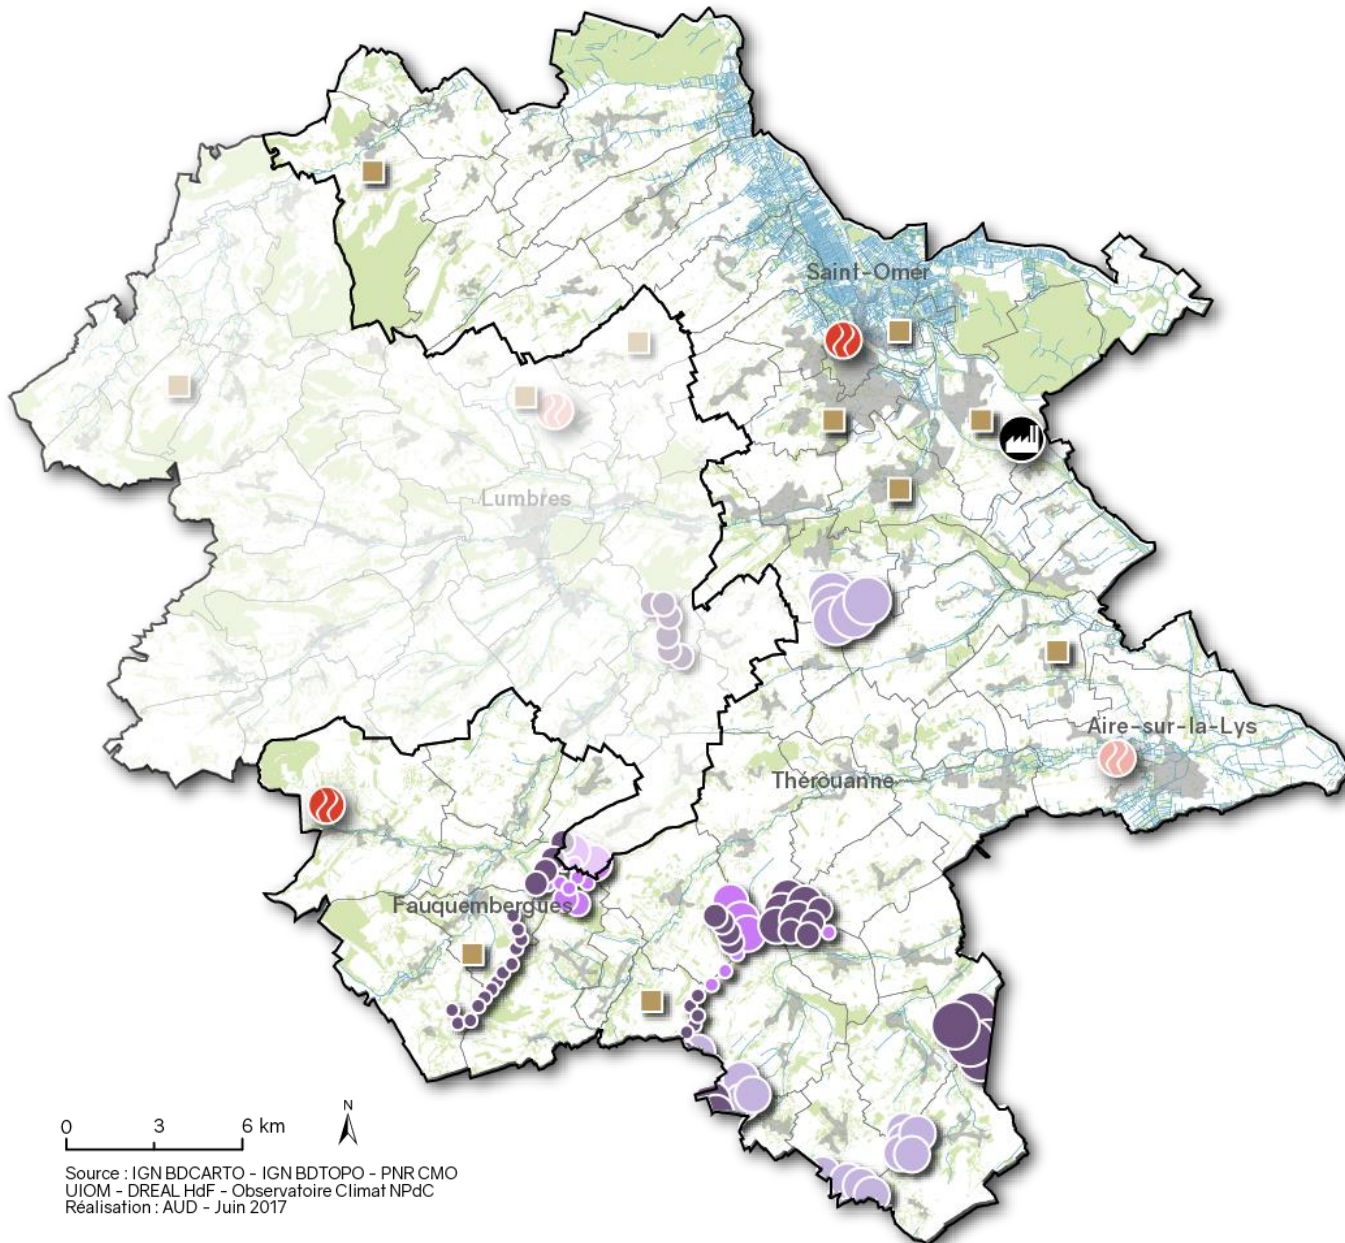 Saint-Omer
Lumbres
Aire-sur-la-Lys
Thérouanne
Fauquembergues
N
0 3 6 km
Source : IGN BDCARTO - IGN BDTOPO - PNR CMO
UIOM - DREAL HdF - Observatoire Climat NPdC
Réalisation : AUD - Juin 2017